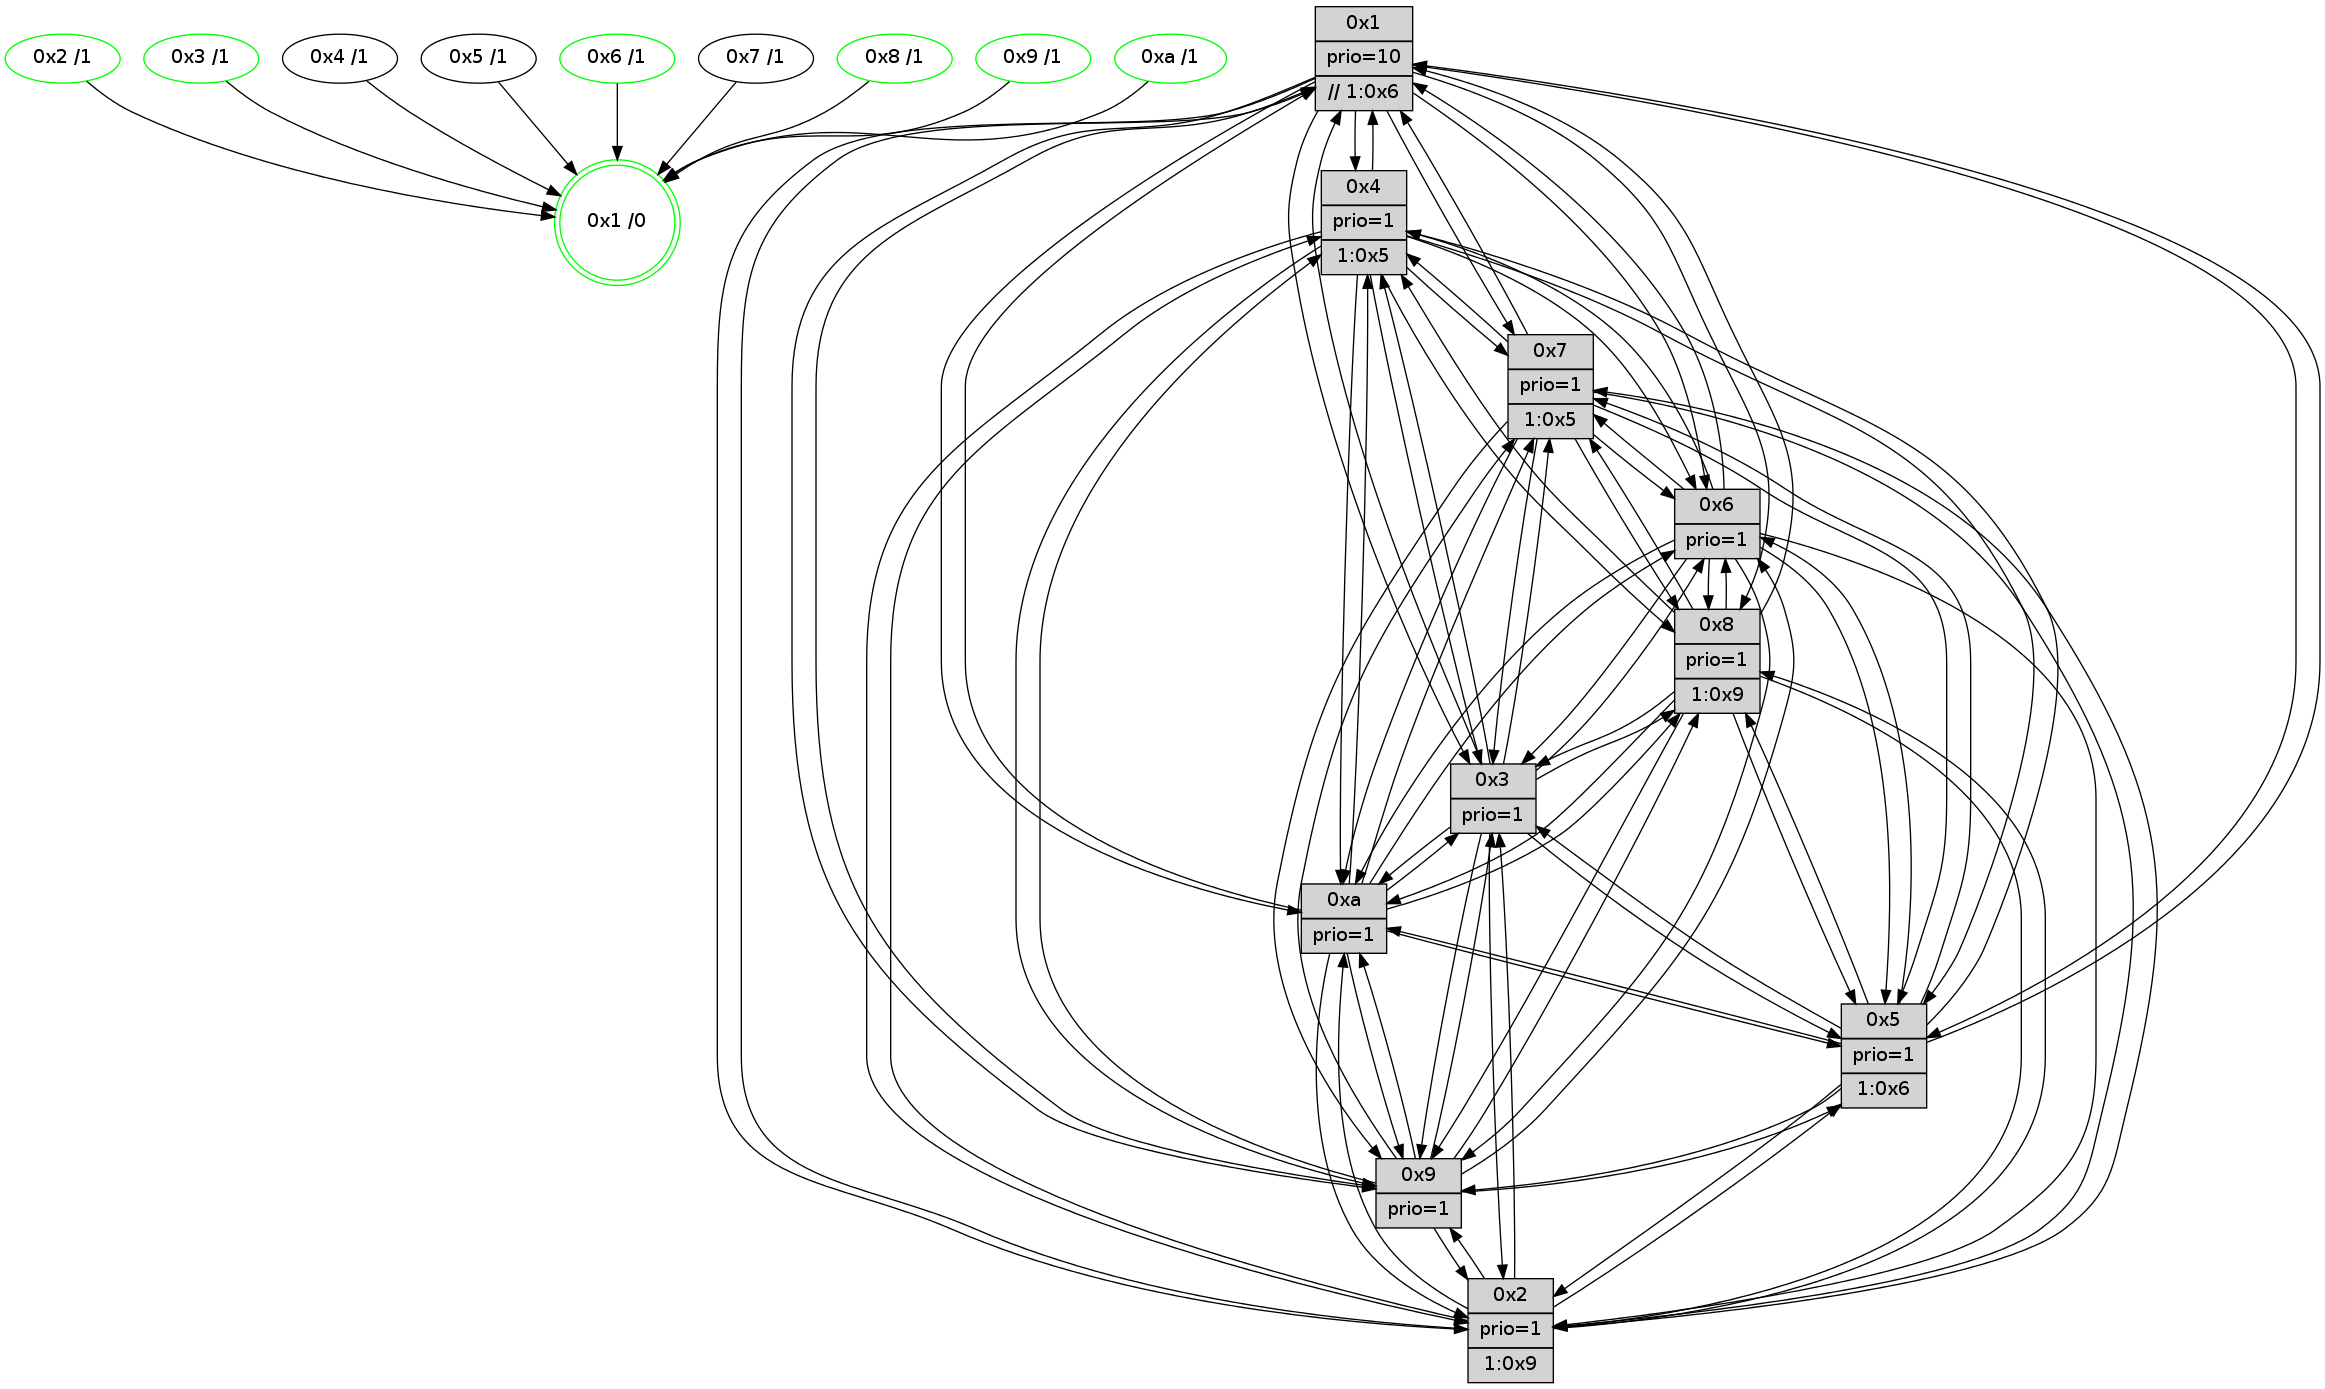 0x2 /1
0x3 /1
0x4 /1
0x5 /1
0x6 /1
0x7 /1
0x8 /1
0x9 /1
0xa /1
0x1 /0
0x1
prio=10
// 1:0x6
0x4
prio=1
1:0x5
0x7
prio=1
1:0x5
0x6
prio=1
0x8
prio=1
1:0x9
0x3
prio=1
0xa
prio=1
0x5
prio=1
1:0x6
0x9
prio=1
0x2
prio=1
1:0x9